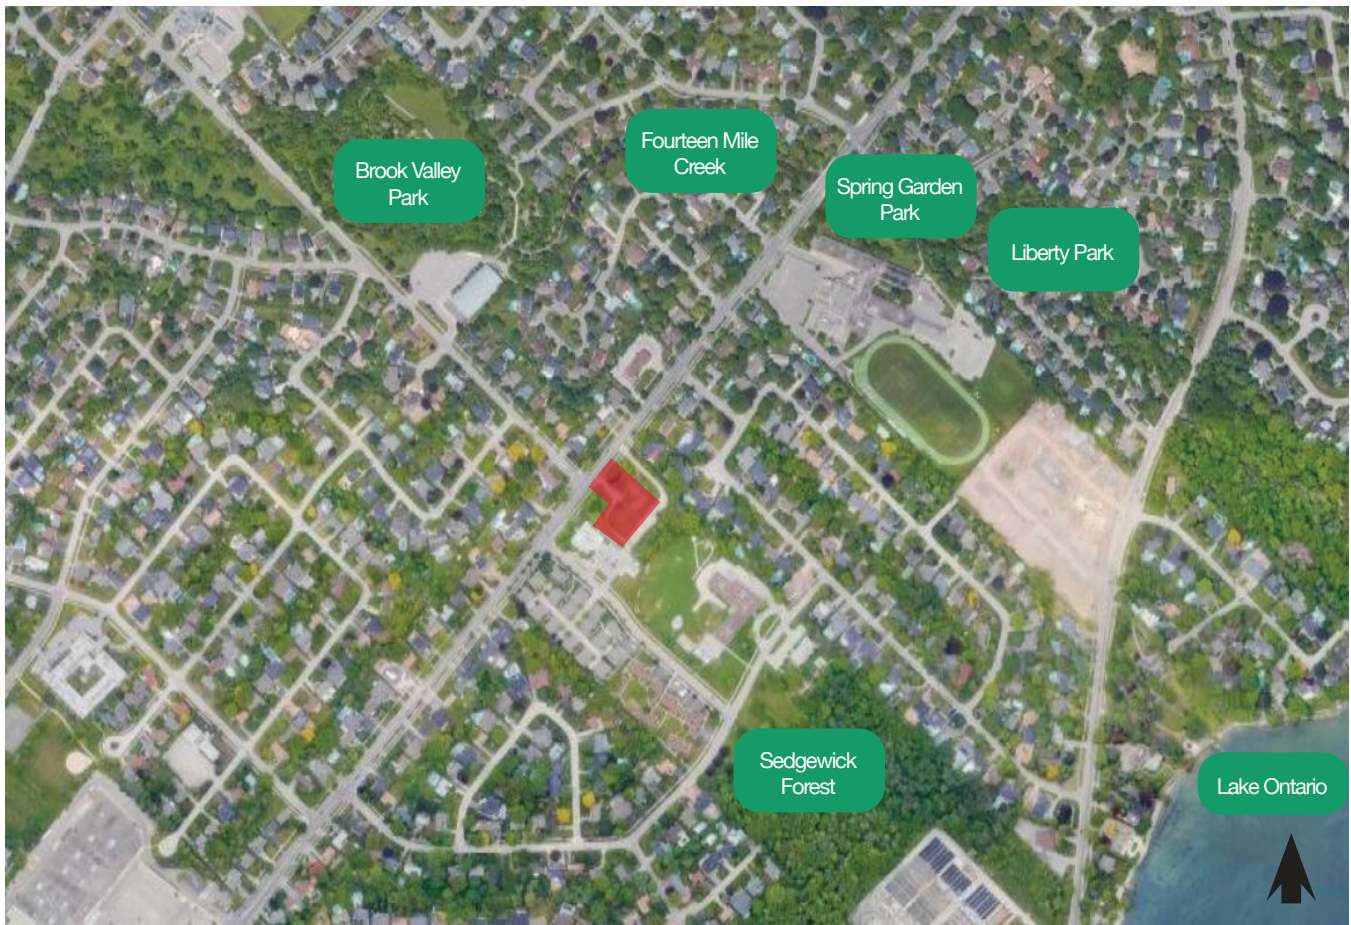 Fourteen Mile
Creek
Brook Valley
Park
Spring Garden
Park
Liberty Park
Sedgewick
Forest
Lake Ontario